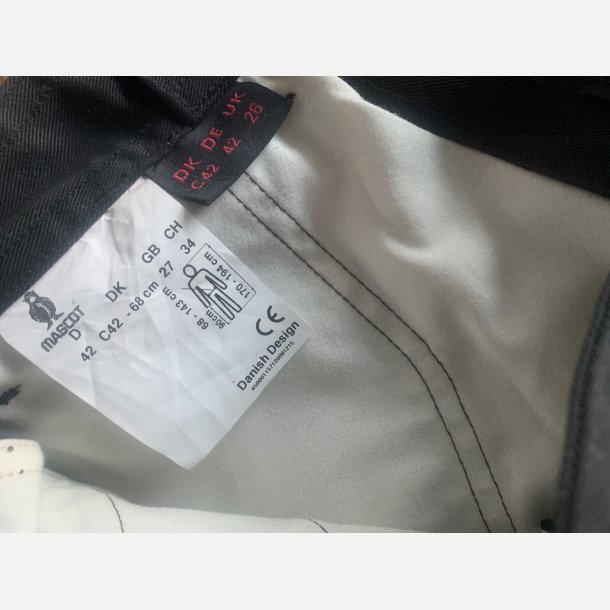 DK DE UK
C42 42 26
MASCOT
D DK GB CH
42 C42 - 68 cm 27 34
90cm
68 - 143 cm
170 - 194 cm
CE
Danish Design